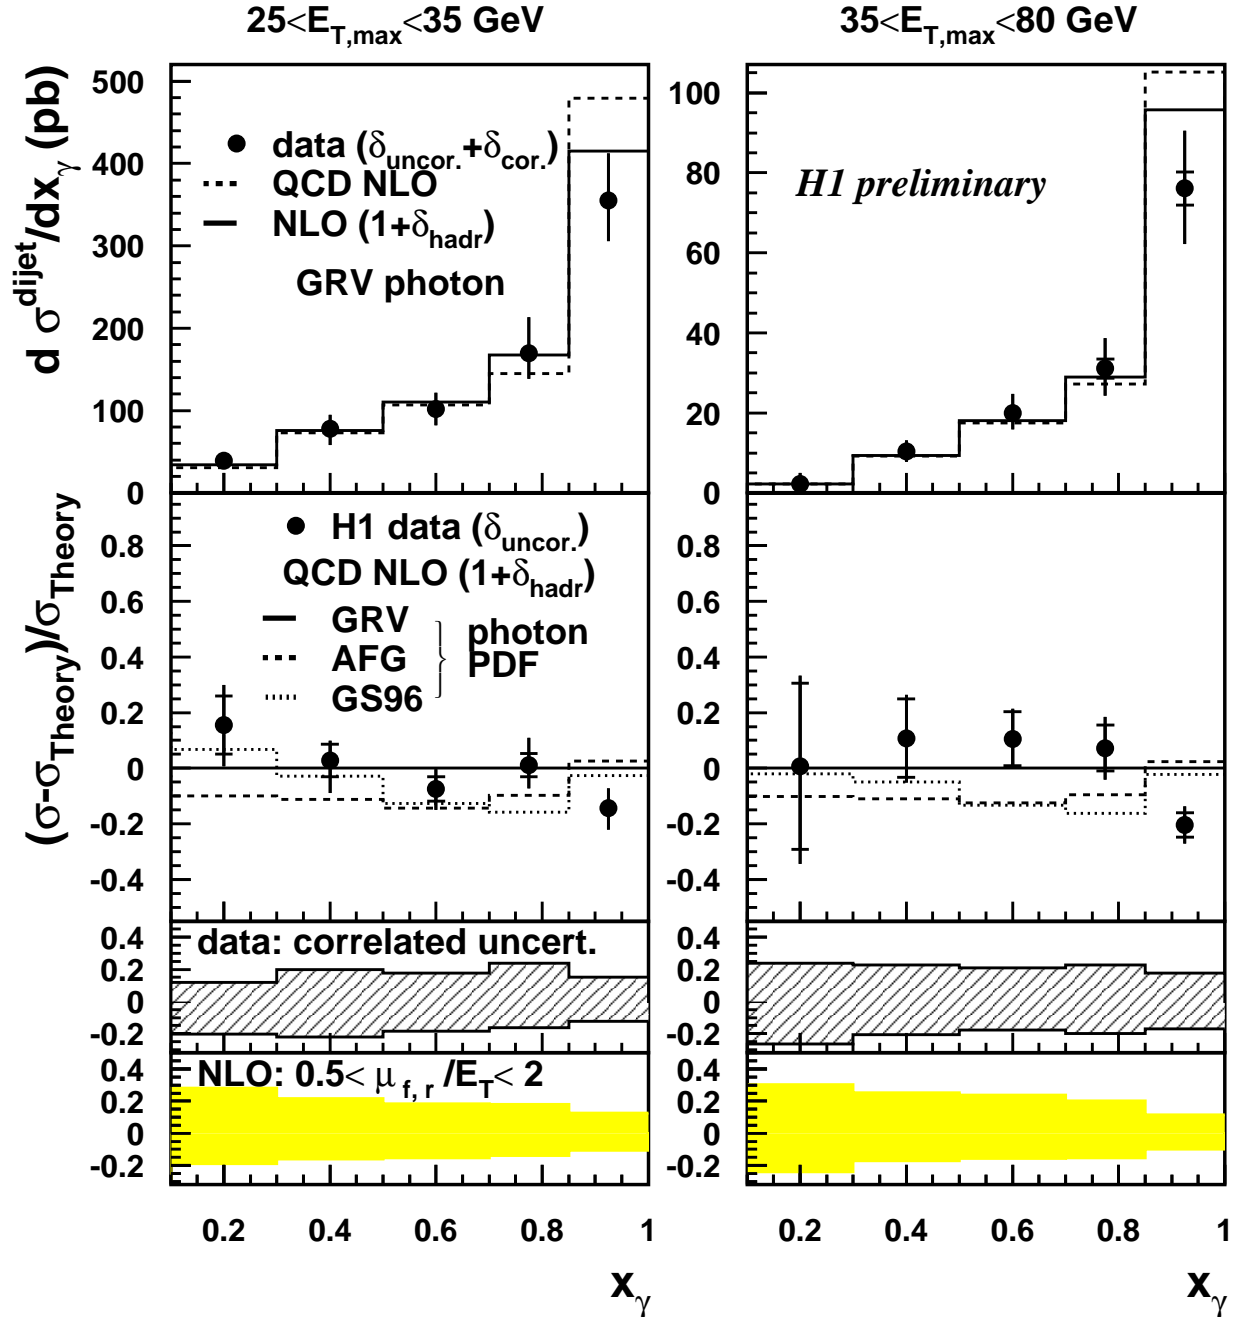 25<E_T,max<35 GeV
35<E_T,max<80 GeV
d σ^dijet/dx_γ (pb)
500
400
300
200
100
0
data (δ_uncor.+δ_cor.)
QCD NLO
NLO (1+δ_hadr)
GRV photon
100
80
60
40
20
0
H1 preliminary
(σ-σ_Theory)/σ_Theory
0.8
0.6
0.4
0.2
0
-0.2
-0.4
H1 data (δ_uncor.)
QCD NLO (1+δ_hadr)
GRV
AFG
GS96
} photon
PDF
0.8
0.6
0.4
0.2
0
-0.2
-0.4
0.4
0.2
0
-0.2
data: correlated uncert.
0.4
0.2
0
-0.2
0.4
0.2
0
-0.2
NLO: 0.5< μ_f, r /E_T< 2
0.4
0.2
0
-0.2
0.2 0.4 0.6 0.8 1
0.2 0.4 0.6 0.8 1
x_γ
x_γ